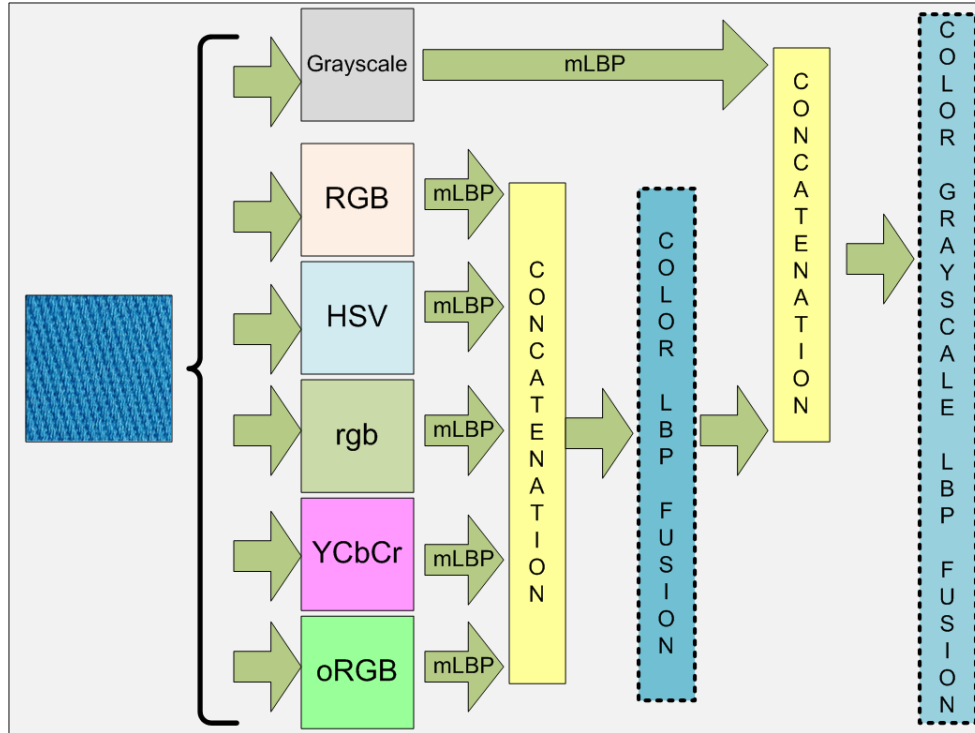 Grayscale
mLBP
RGB
mLBP
HSV
mLBP
rgb
mLBP
YCbCr
mLBP
oRGB
mLBP
CONCATENATION
COLOR LBP FUSION
CONCATENATION
COLOR GRAYSCALE LBP FUSION